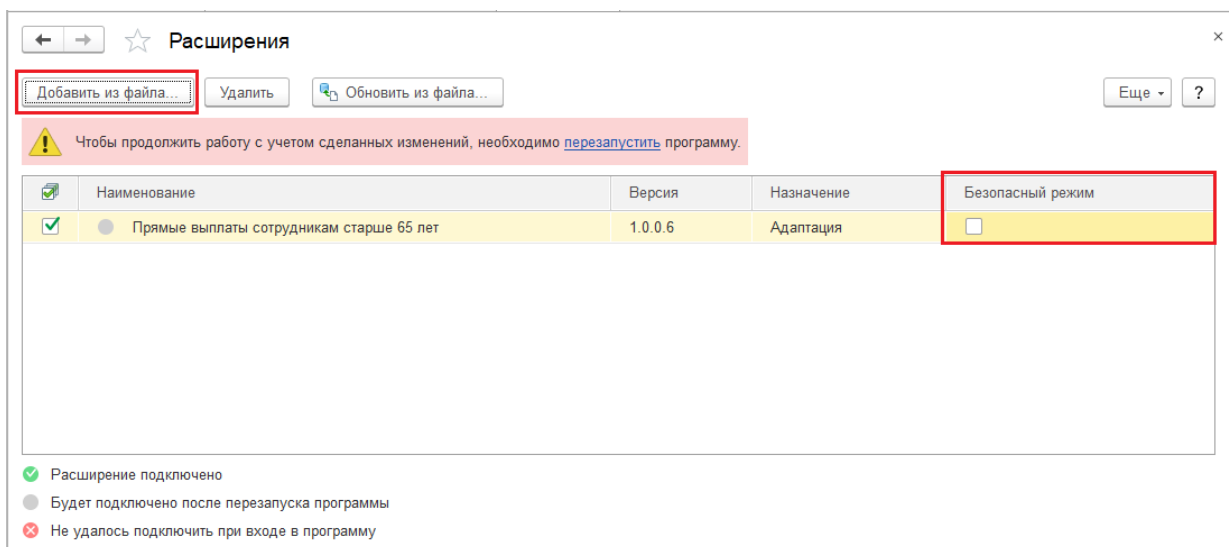 Расширения
Добавить из файла... Удалить Обновить из файла... Еще ?
Чтобы продолжить работу с учетом сделанных изменений, необходимо перезапустить программу.
Наименование Версия Назначение Безопасный режим
Прямые выплаты сотрудникам старше 65 лет 1.0.0.6 Адаптация
Расширение подключено
Будет подключено после перезапуска программы
Не удалось подключить при входе в программу